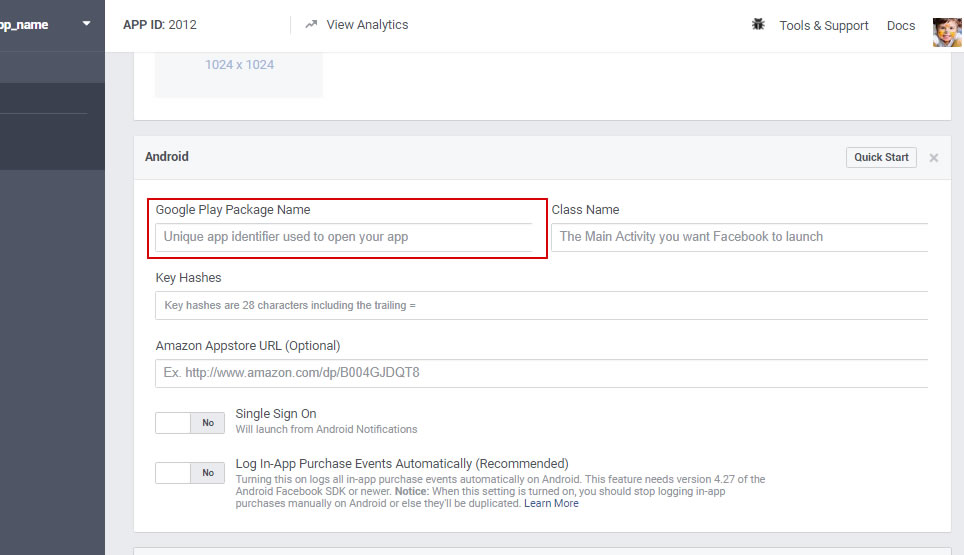 pp_name
APP ID: 2012 View Analytics Tools & Support Docs
1024 x 1024
Android Quick Start
Google Play Package Name Class Name
Unique app identifier used to open your app The Main Activity you want Facebook to launch
Key Hashes
Key hashes are 28 characters including the trailing =
Amazon Appstore URL (Optional)
Ex. http://www.amazon.com/dp/B004GJDQT8
No Single Sign On
Will launch from Android Notifications
No Log In-App Purchase Events Automatically (Recommended)
Turning this on logs all in-app purchase events automatically on Android. This feature needs version 4.27 of the
Android Facebook SDK or newer. Notice: When this setting is turned on, you should stop logging in-app
purchases manually on Android or else they'll be duplicated. Learn More